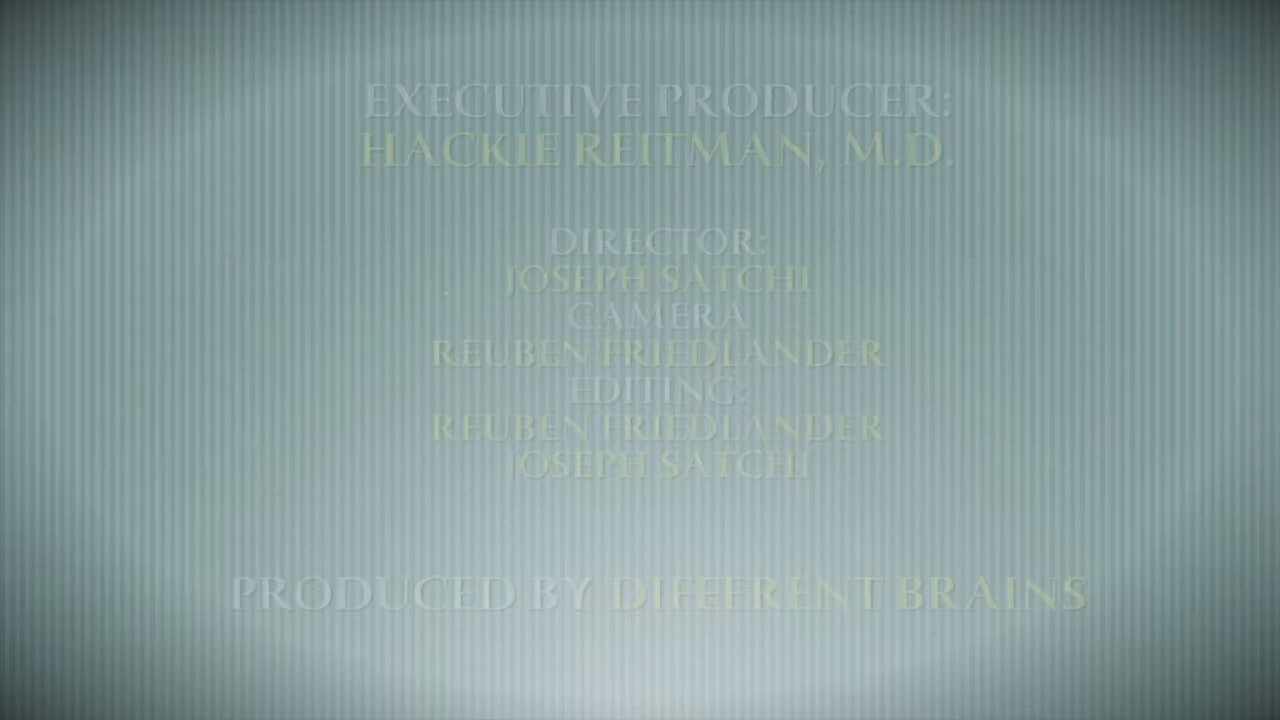 EXECUTIVE PRODUCER:
HACKIE REITMAN, M.D.
DIRECTOR:
JOSEPH SATCHI
CAMERA
REUBEN FRIEDLANDER
EDITING:
REUBEN FRIEDLANDER
JOSEPH SATCHI
PRODUCED BY DIFFERENT BRAINS